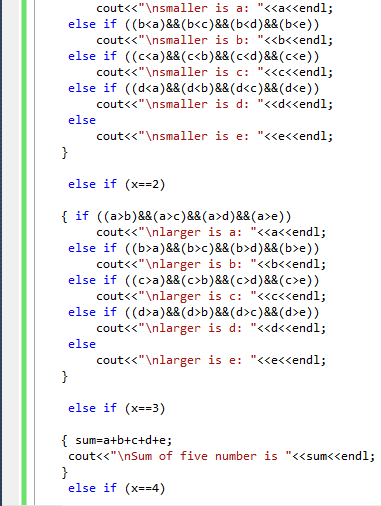 cout<<"\nsmaller is a: "<<a<<endl;
else if ((b<a)&&(b<c)&&(b<d)&&(b<e))
cout<<"\nsmaller is b: "<<b<<endl;
else if ((c<a)&&(c<b)&&(c<d)&&(c<e))
cout<<"\nsmaller is c: "<<c<<endl;
else if ((d<a)&&(d<b)&&(d<c)&&(d<e))
cout<<"\nsmaller is d: "<<d<<endl;
else
cout<<"\nsmaller is e: "<<e<<endl;
}
else if (x==2)
{ if ((a>b)&&(a>c)&&(a>d)&&(a>e))
cout<<"\nlarger is a: "<<a<<endl;
else if ((b>a)&&(b>c)&&(b>d)&&(b>e))
cout<<"\nlarger is b: "<<b<<endl;
else if ((c>a)&&(c>b)&&(c>d)&&(c>e))
cout<<"\nlarger is c: "<<c<<endl;
else if ((d>a)&&(d>b)&&(d>c)&&(d>e))
cout<<"\nlarger is d: "<<d<<endl;
else
cout<<"\nlarger is e: "<<e<<endl;
}
else if (x==3)
{ sum=a+b+c+d+e;
cout<<"\nSum of five number is "<<sum<<endl;
}
else if (x==4)